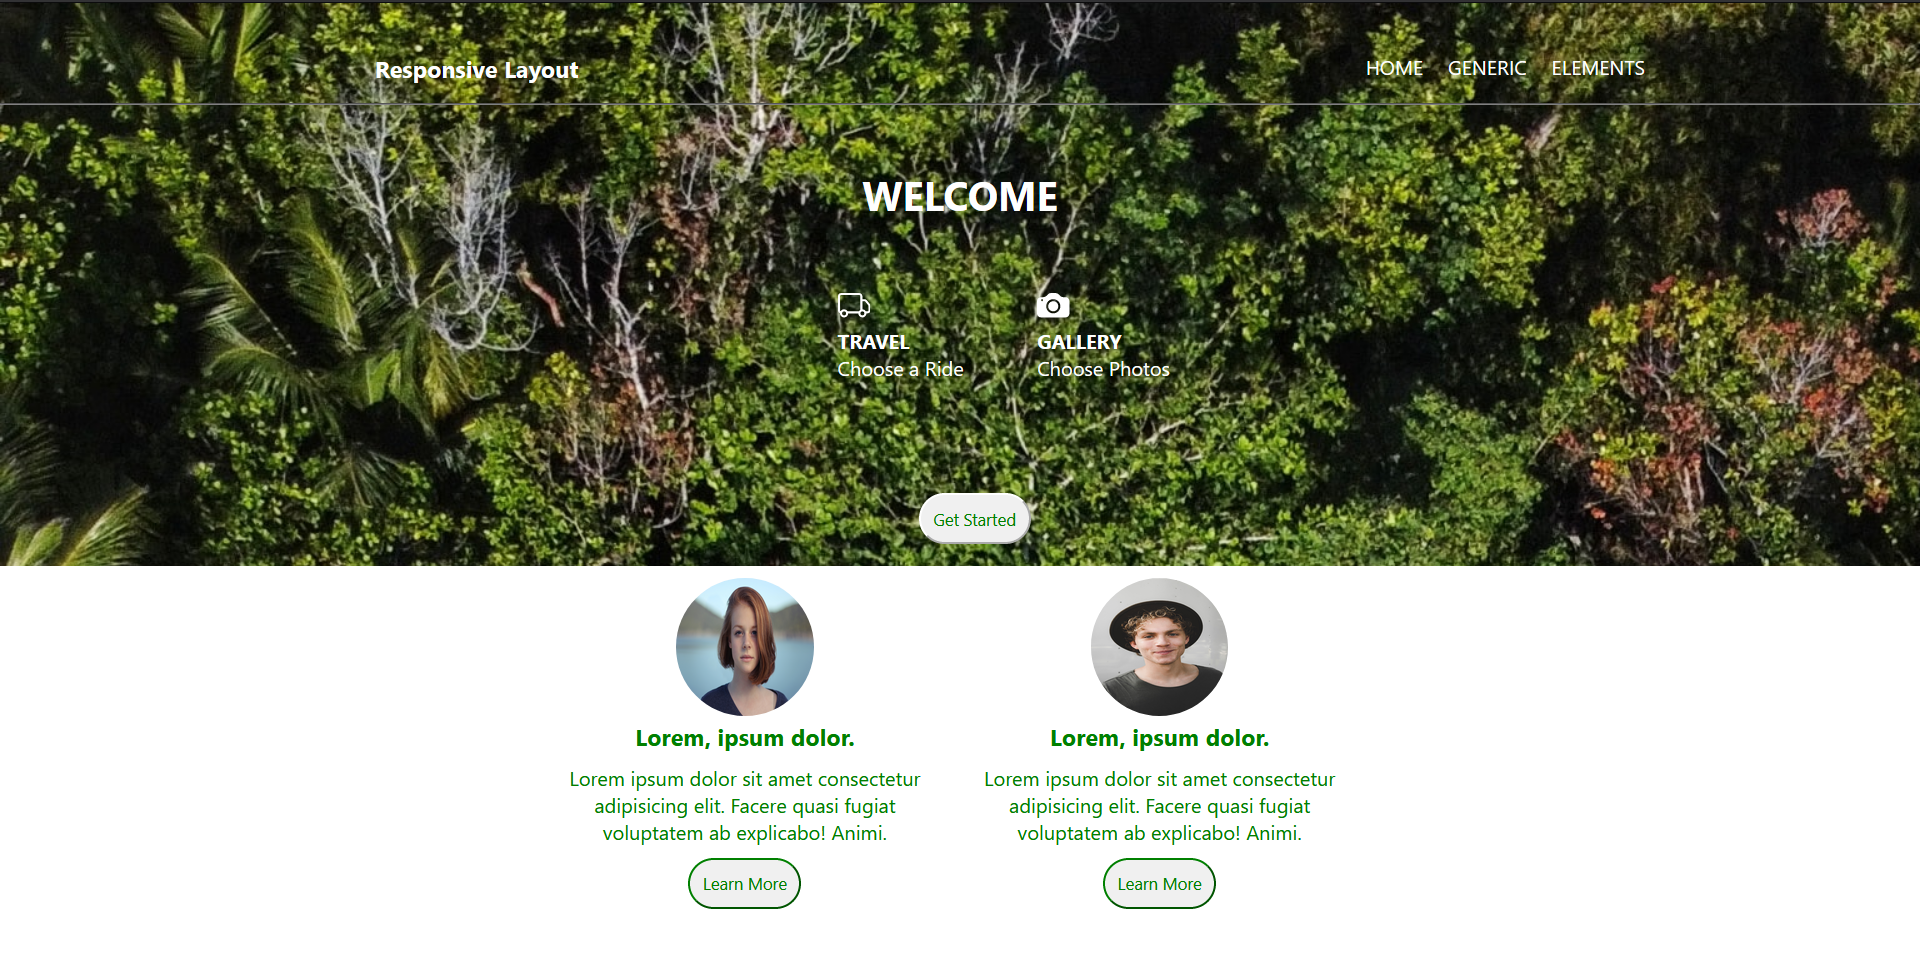 Responsive Layout
HOME GENERIC ELEMENTS
WELCOME
TRAVEL
Choose a Ride
GALLERY
Choose Photos
Get Started
Lorem, ipsum dolor.
Lorem ipsum dolor sit amet consectetur
adipisicing elit. Facere quasi fugiat
voluptatem ab explicabo! Animi.
Learn More
Lorem, ipsum dolor.
Lorem ipsum dolor sit amet consectetur
adipisicing elit. Facere quasi fugiat
voluptatem ab explicabo! Animi.
Learn More